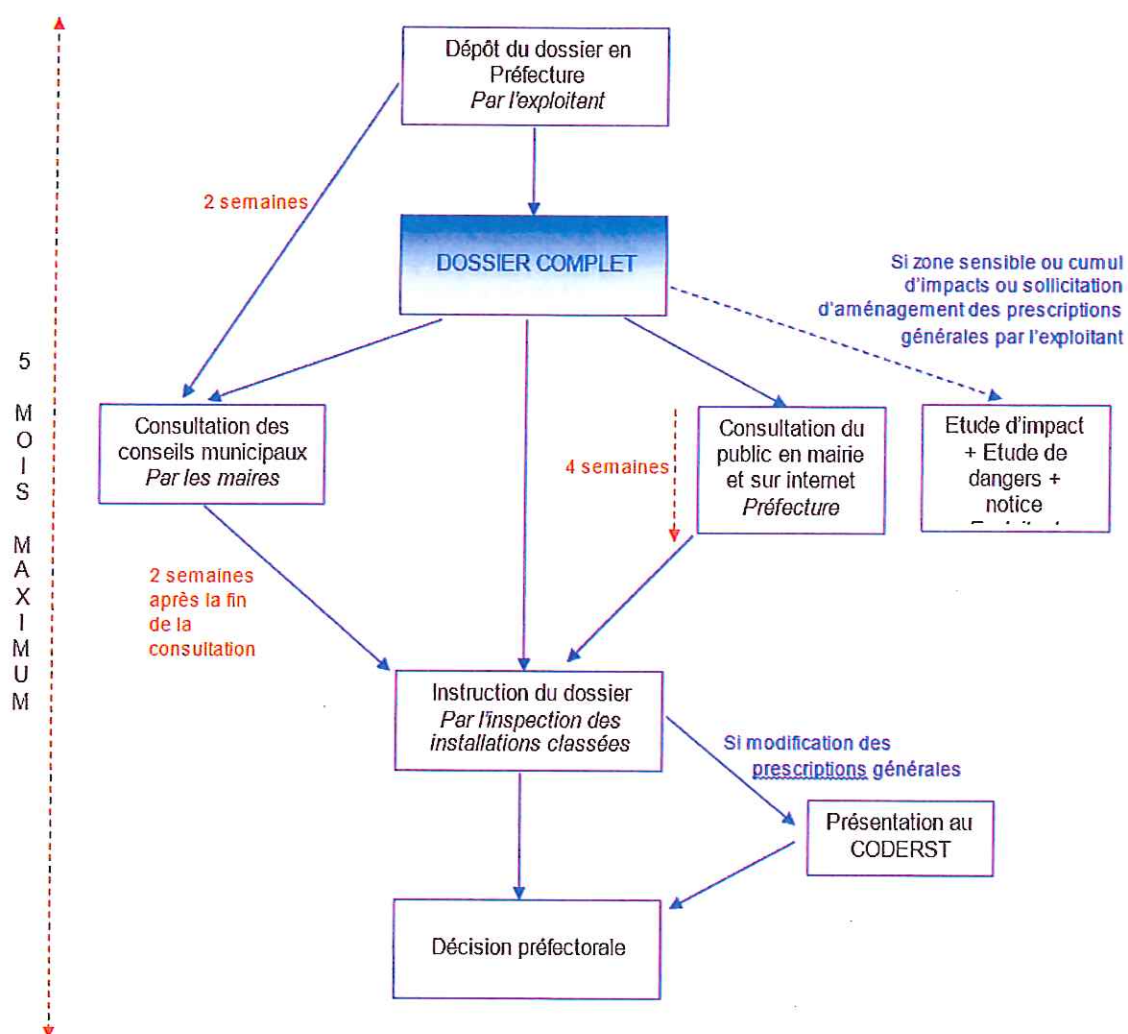 Dépôt du dossier en
Préfecture
Par l'exploitant
2 semaines
DOSSIER COMPLET
Si zone sensible ou cumul
d'impacts ou sollicitation
d'aménagement des prescriptions
générales par l'exploitant
5
M
O
I
S
M
A
X
I
M
U
M
Consultation des
conseils municipaux
Par les maires
4 semaines
Consultation du
public en mairie
et sur internet
Préfecture
Etude d'impact
+ Etude de
dangers +
notice
2 semaines
après la fin
de la
consultation
Instruction du dossier
Par l'inspection des
installations classées
Si modification des
prescriptions générales
Présentation au
CODERST
Décision préfectorale